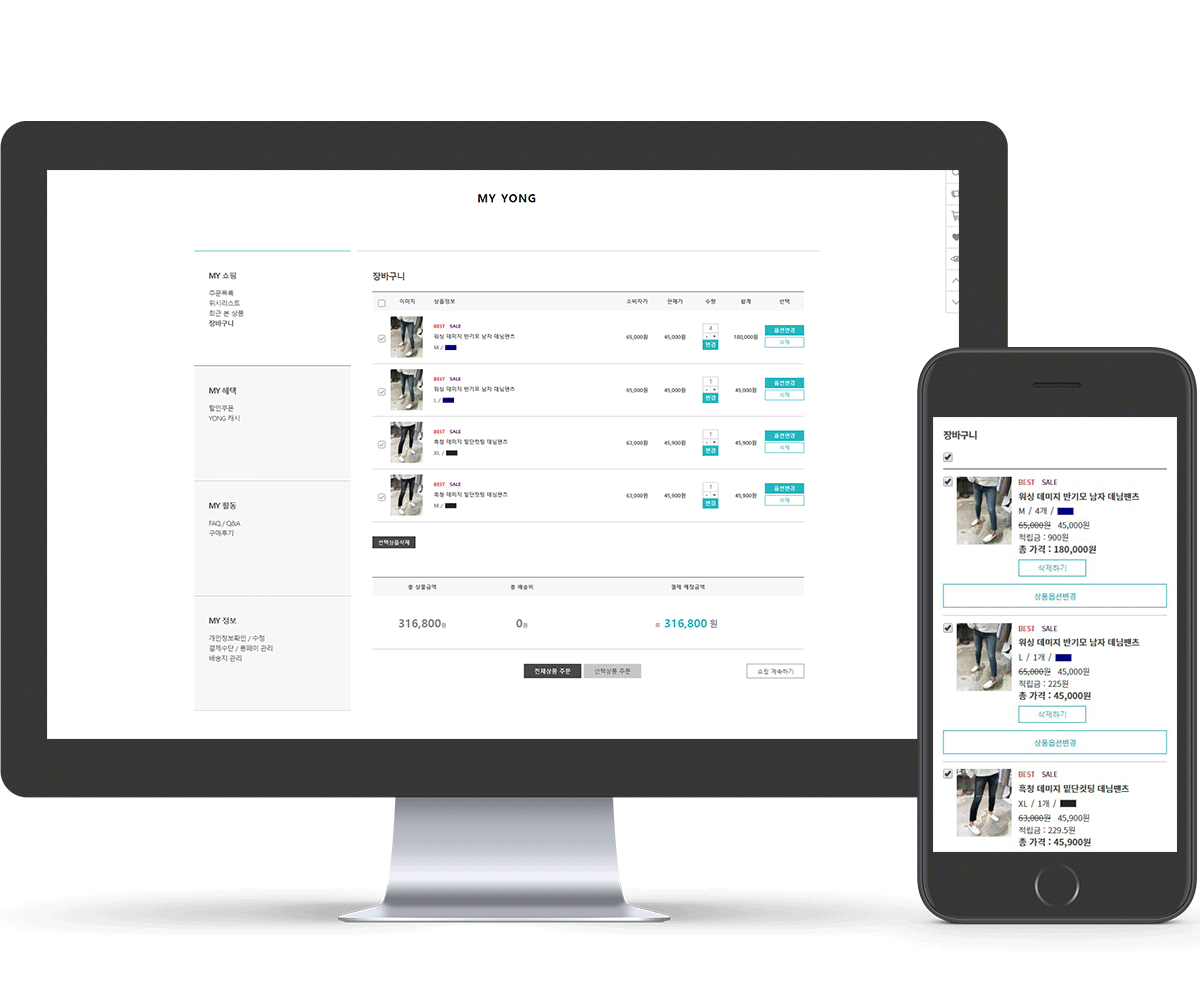 MY YONG
MY 쇼핑
주문목록
위시리스트
최근 본 상품
장바구니
MY 혜택
할인쿠폰
YONG 캐시
MY 활동
FAQ / Q&A
구매후기
MY 정보
개인정보확인 / 수정
결제수단 / 용페이 관리
배송지 관리
장바구니
이미지 상품정보 소비자가 판매가 수량 합계 선택
BEST SALE
워싱 데미지 반기모 남자 데님팬츠
M /
65,000원 45,000원 4 변경 180,000원 옵션변경 삭제
BEST SALE
워싱 데미지 반기모 남자 데님팬츠
L /
65,000원 45,000원 1 변경 45,000원 옵션변경 삭제
BEST SALE
흑청 데미지 밑단컷팅 데님팬츠
XL /
63,000원 45,900원 1 변경 45,900원 옵션변경 삭제
BEST SALE
흑청 데미지 밑단컷팅 데님팬츠
M /
63,000원 45,900원 1 변경 45,900원 옵션변경 삭제
선택상품삭제
총 상품금액 총 배송비 결제 예정금액
316,800원 0원 = 316,800 원
전체상품 주문 선택상품 주문 쇼핑 계속하기
장바구니
BEST SALE
워싱 데미지 반기모 남자 데님팬츠
M / 4개 /
65,000원 45,000원
적립금 : 900원
총 가격 : 180,000원
삭제하기
상품옵션변경
BEST SALE
워싱 데미지 반기모 남자 데님팬츠
L / 1개 /
65,000원 45,000원
적립금 : 225원
총 가격 : 45,000원
삭제하기
상품옵션변경
BEST SALE
흑청 데미지 밑단컷팅 데님팬츠
XL / 1개 /
63,000원 45,900원
적립금 : 229.5원
총 가격 : 45,900원